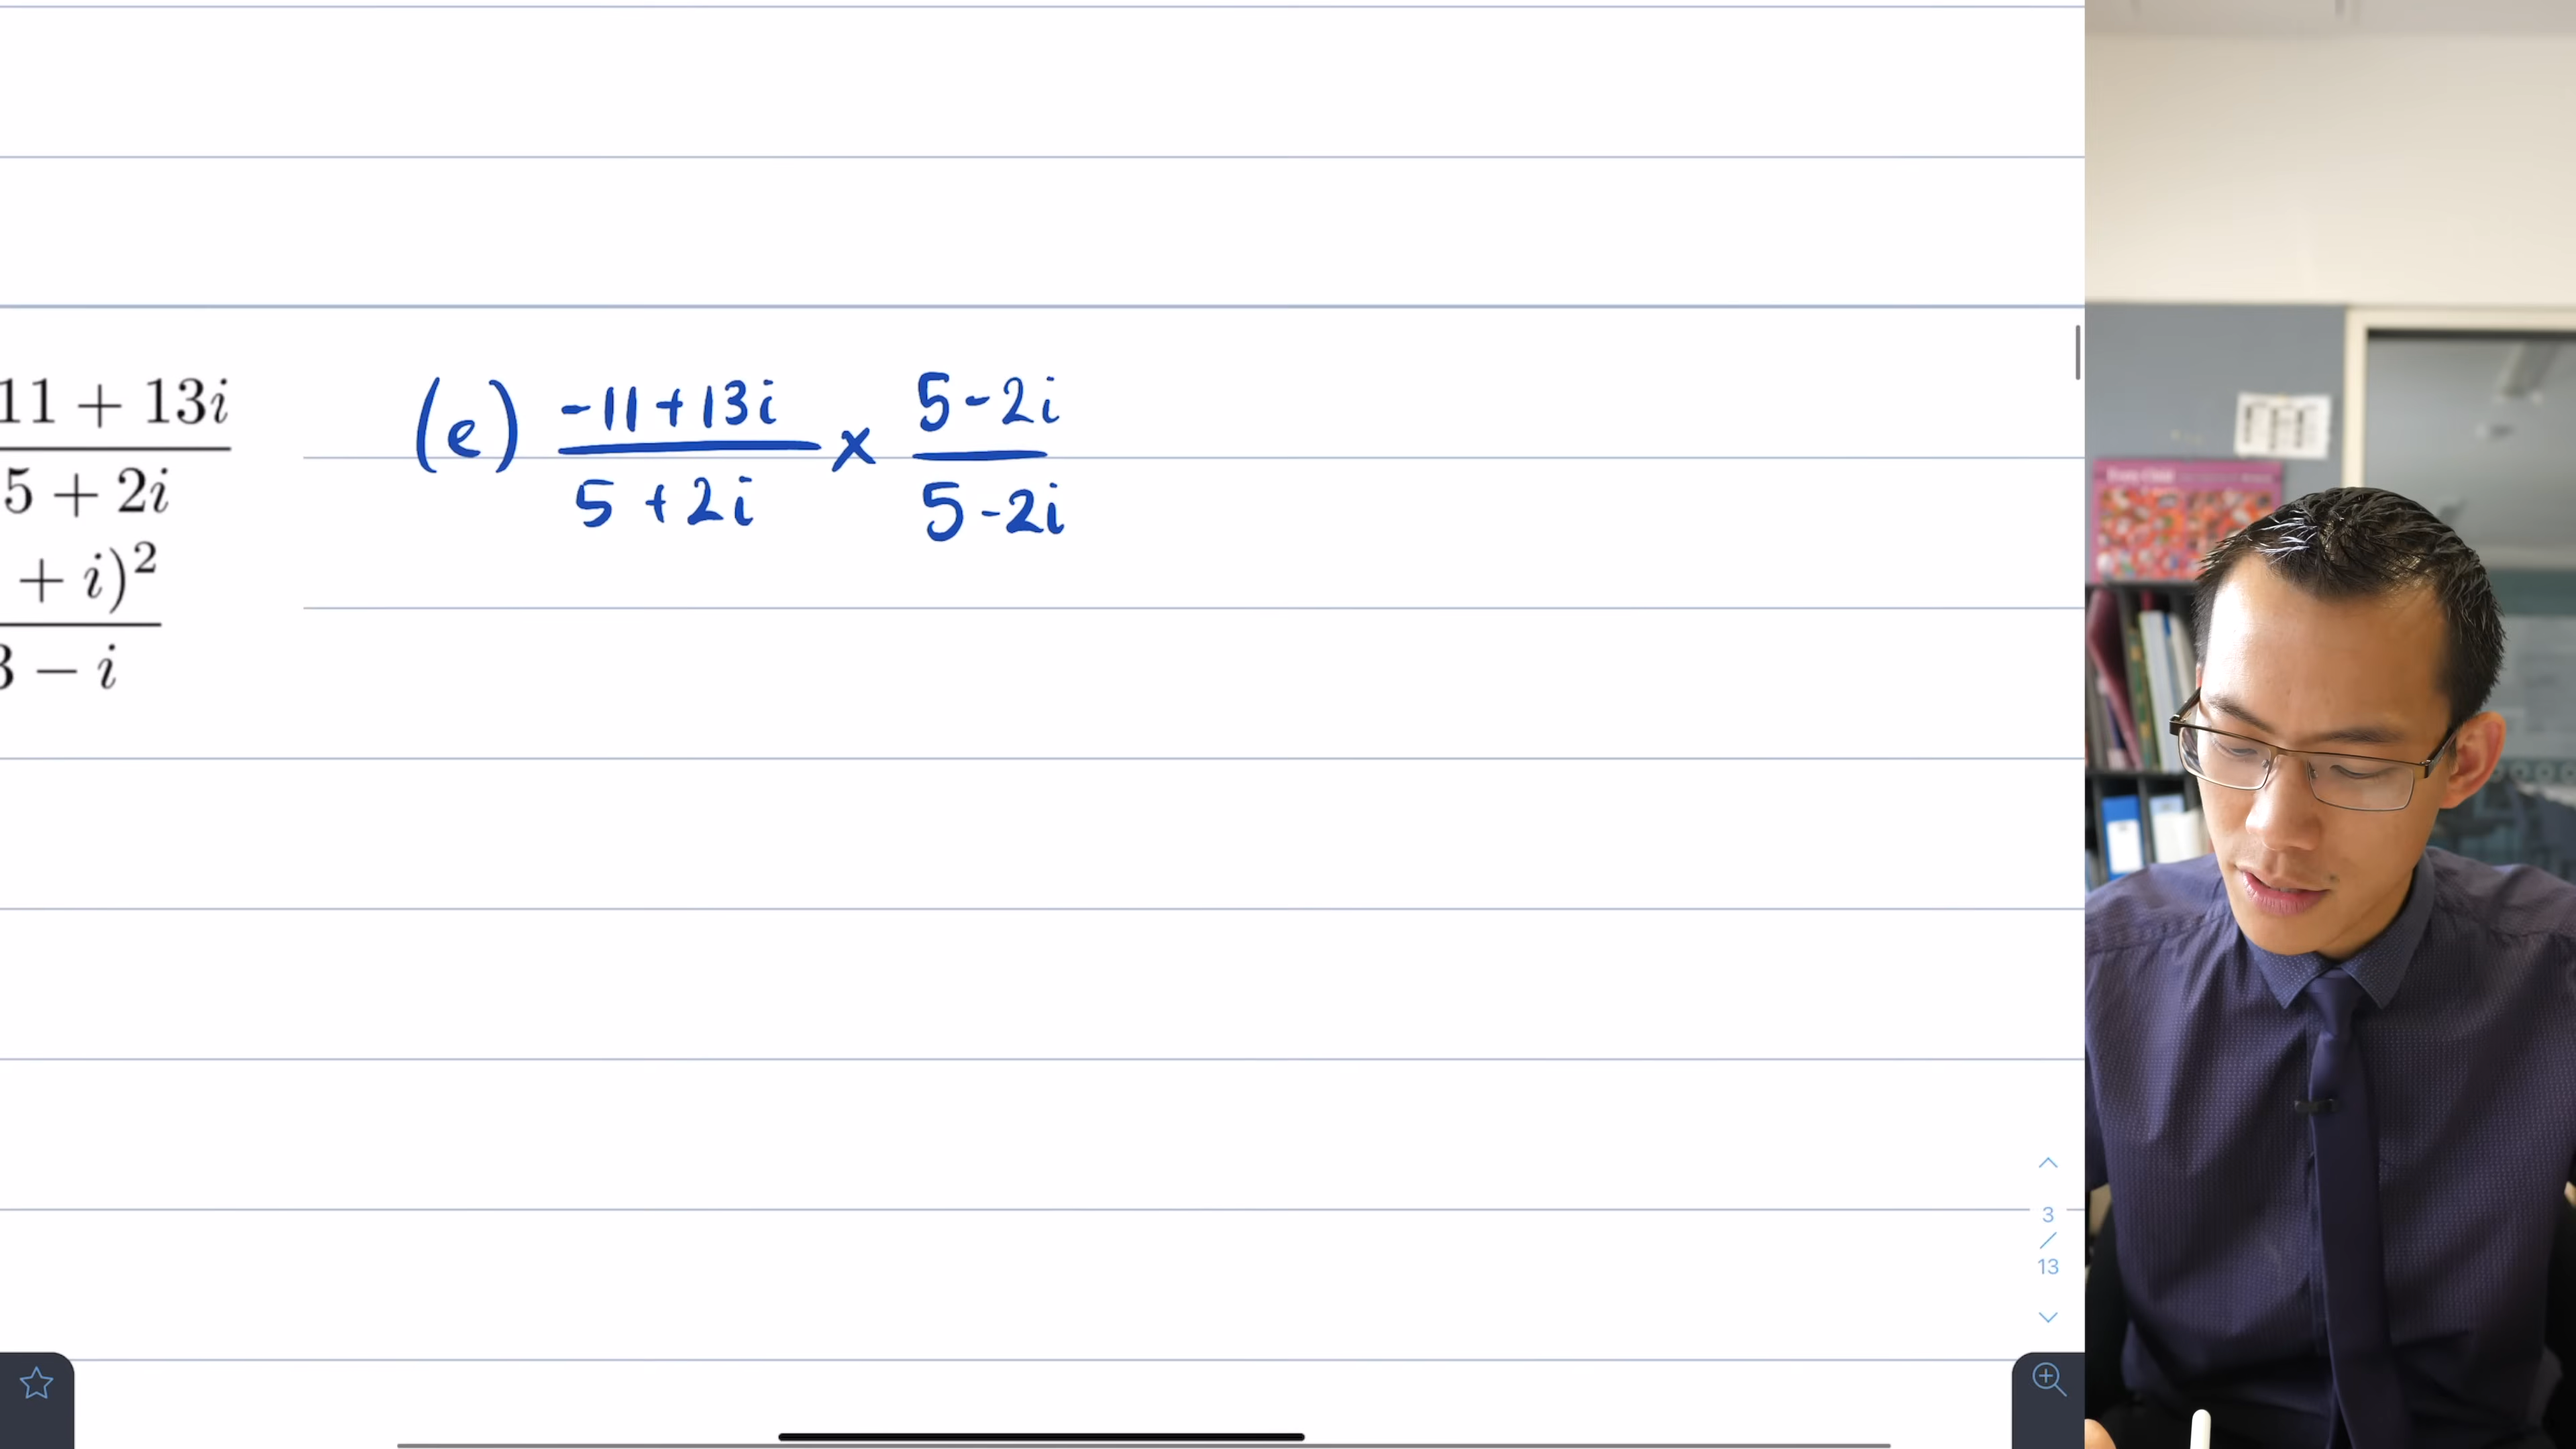 11 + 13i
5 + 2i
+ i)²
3 − i
(e) -11+13i × 5-2i
5+2i 5-2i
3
/
13